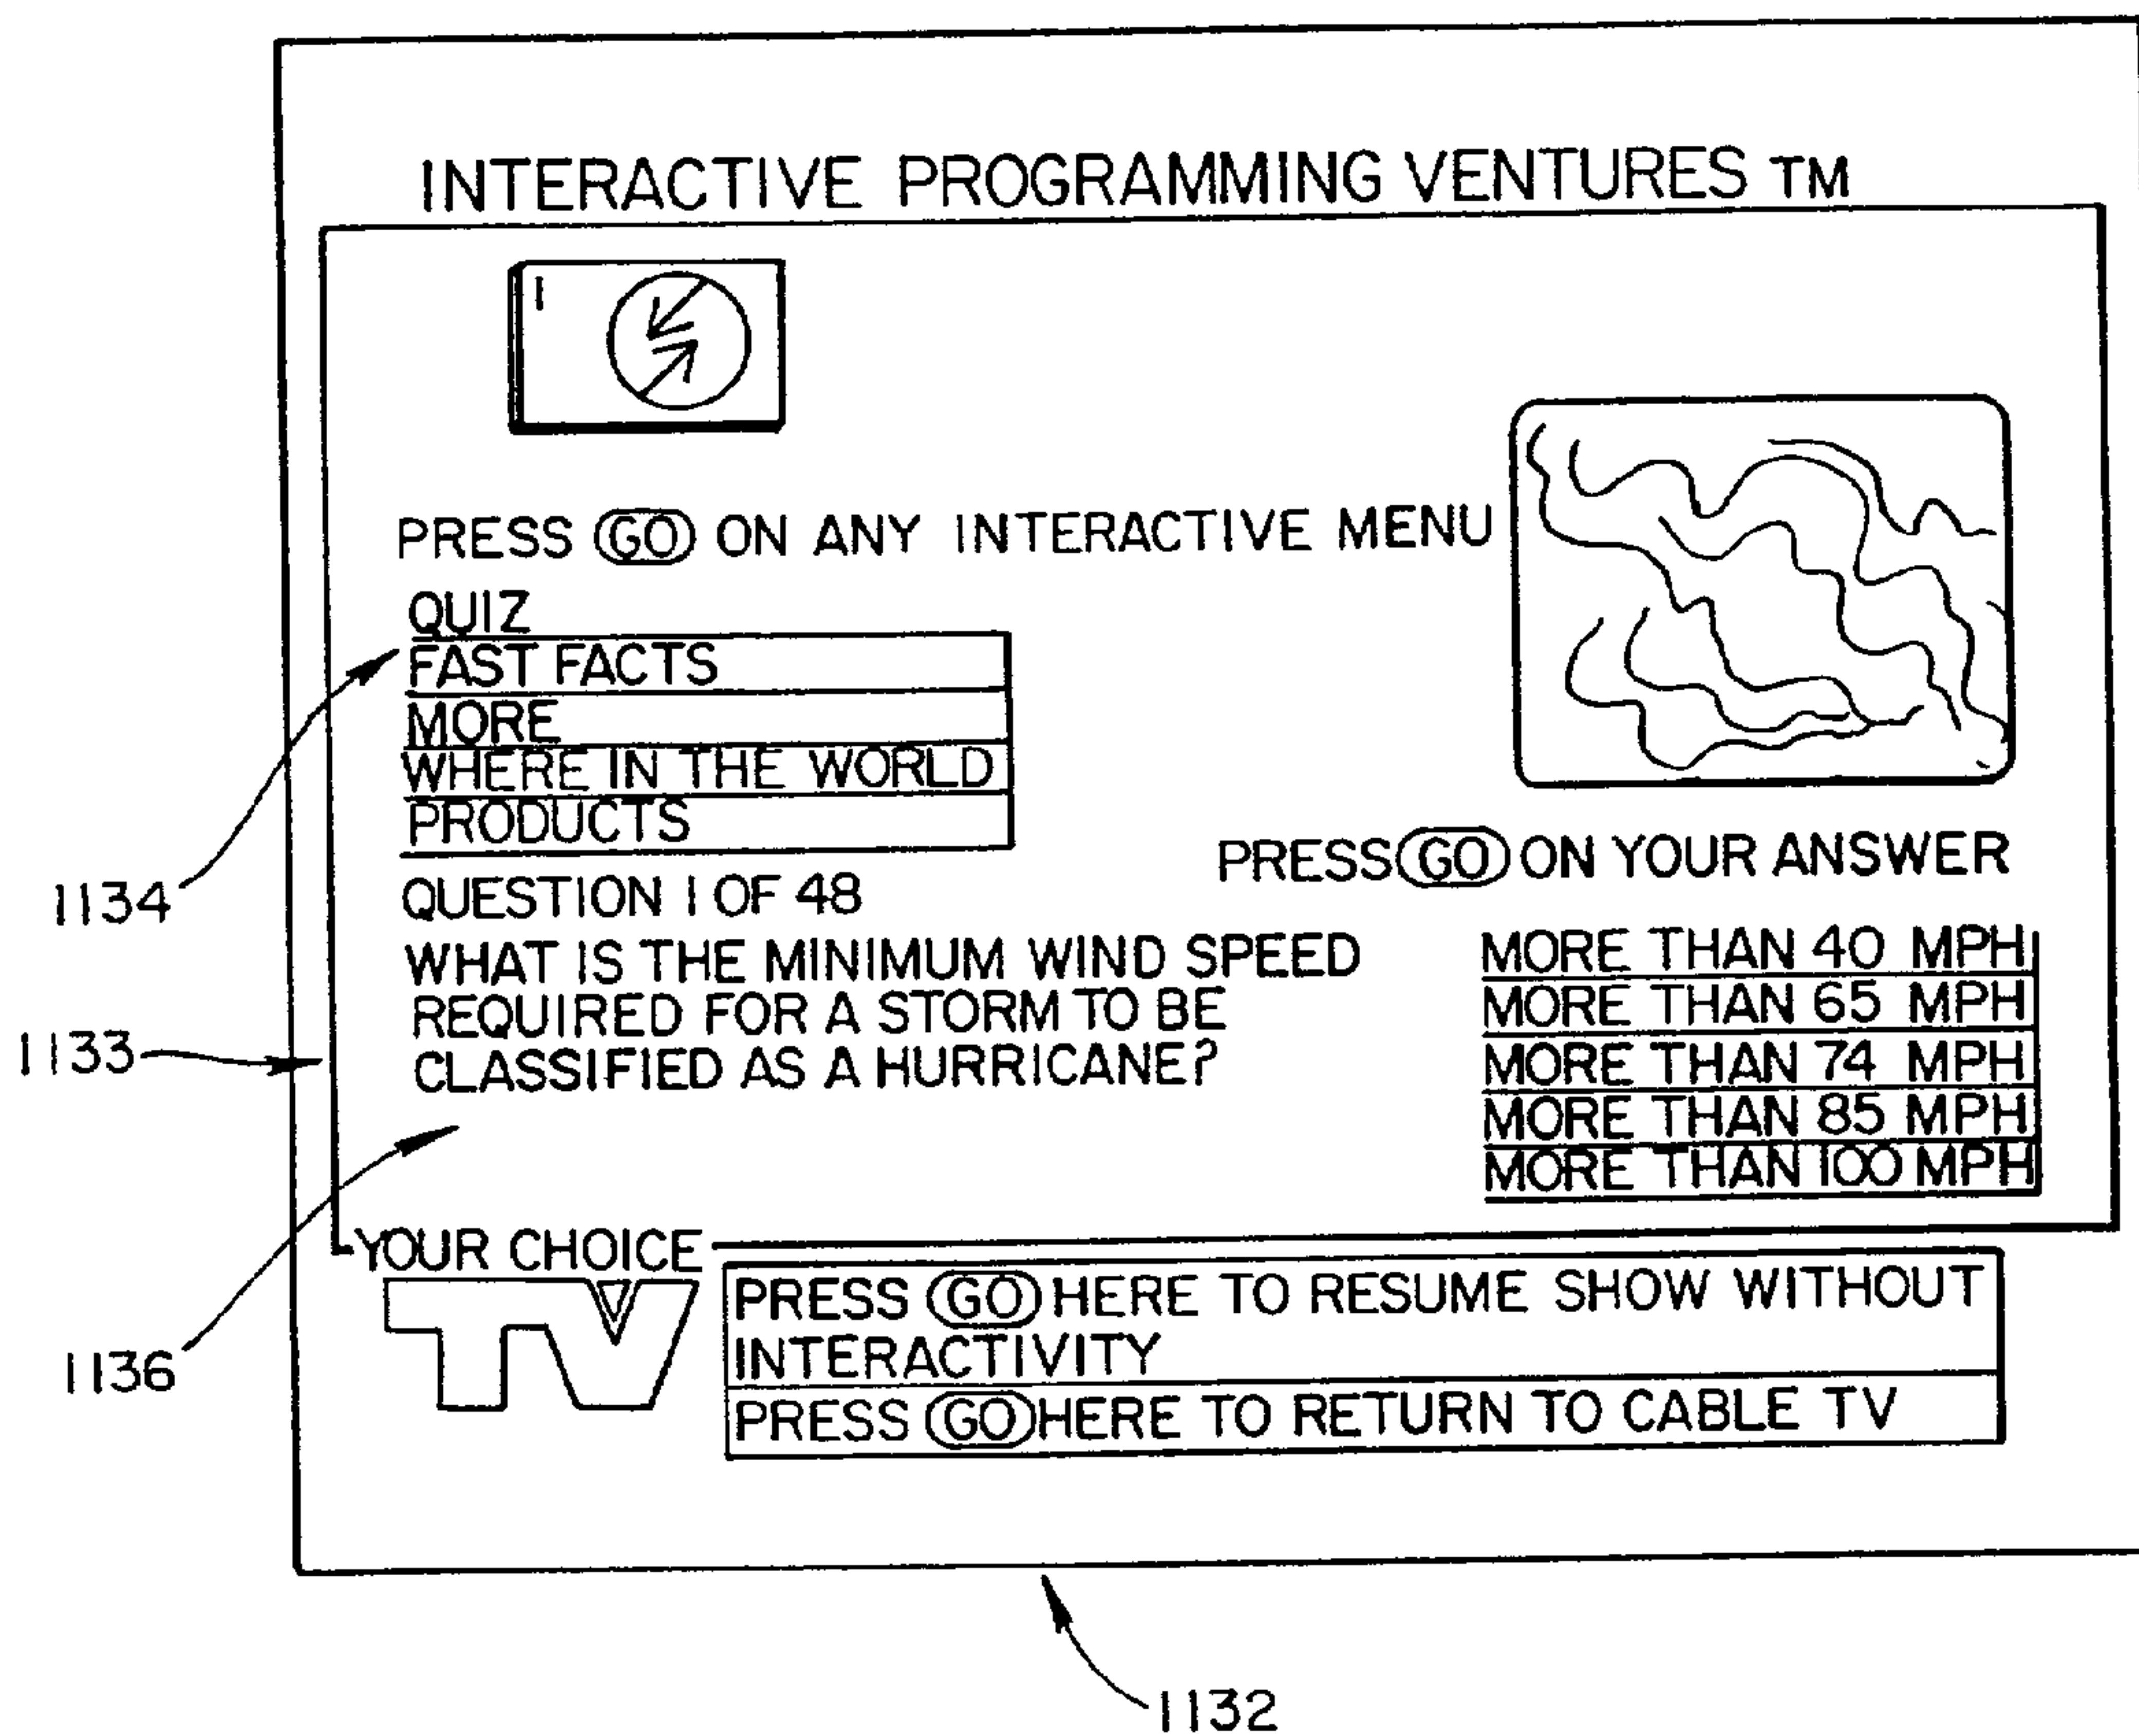 INTERACTIVE PROGRAMMING VENTURES TM
PRESS GO ON ANY INTERACTIVE MENU
QUIZ
FAST FACTS
MORE
WHERE IN THE WORLD
PRODUCTS
1134
QUESTION 1 OF 48
WHAT IS THE MINIMUM WIND SPEED
REQUIRED FOR A STORM TO BE
CLASSIFIED AS A HURRICANE?
1133
PRESS GO ON YOUR ANSWER
MORE THAN 40 MPH
MORE THAN 65 MPH
MORE THAN 74 MPH
MORE THAN 85 MPH
MORE THAN 100 MPH
1136
YOUR CHOICE
TV
PRESS GO HERE TO RESUME SHOW WITHOUT
INTERACTIVITY
PRESS GO HERE TO RETURN TO CABLE TV
1132